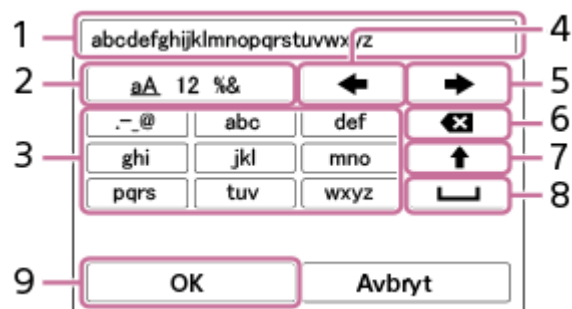 1 abcdefghijklmnopqrstuvwxyz 4
2 aA 12 %& 5
.-_@ abc def 6
3 ghi jkl mno 7
pqrs tuv wxyz 8
9 OK Avbryt